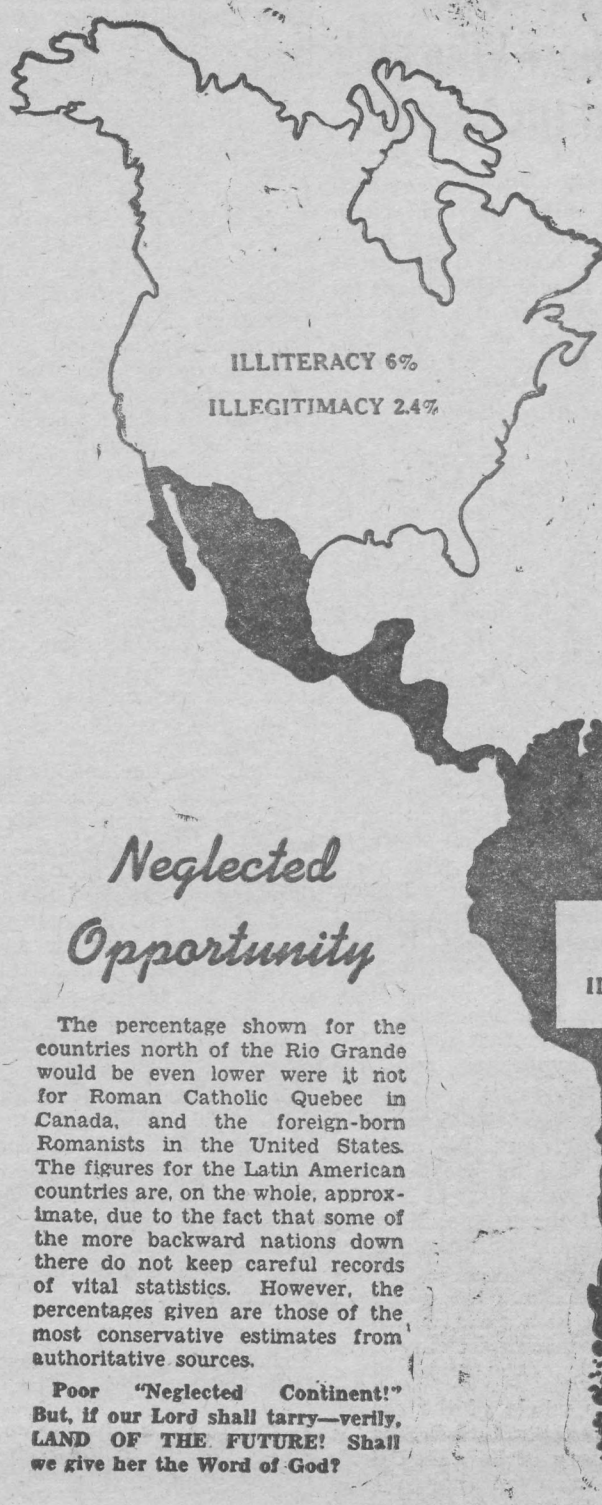 ILLITERACY 6%
ILLEGITIMACY 2.4%
Neglected
Opportunity
The percentage shown for the
countries north of the Rio Grande
would be even lower were it not
for Roman Catholic Quebec in
Canada, and the foreign-born
Romanists in the United States.
The figures for the Latin American
countries are, on the whole, approx-
imate, due to the fact that some of
the more backward nations down
there do not keep careful records
of vital statistics. However, the
percentages given are those of the
most conservative estimates from
authoritative sources.
Poor "Neglected Continent!"
But, if our Lord shall tarry—verily,
LAND OF THE FUTURE! Shall
we give her the Word of God?